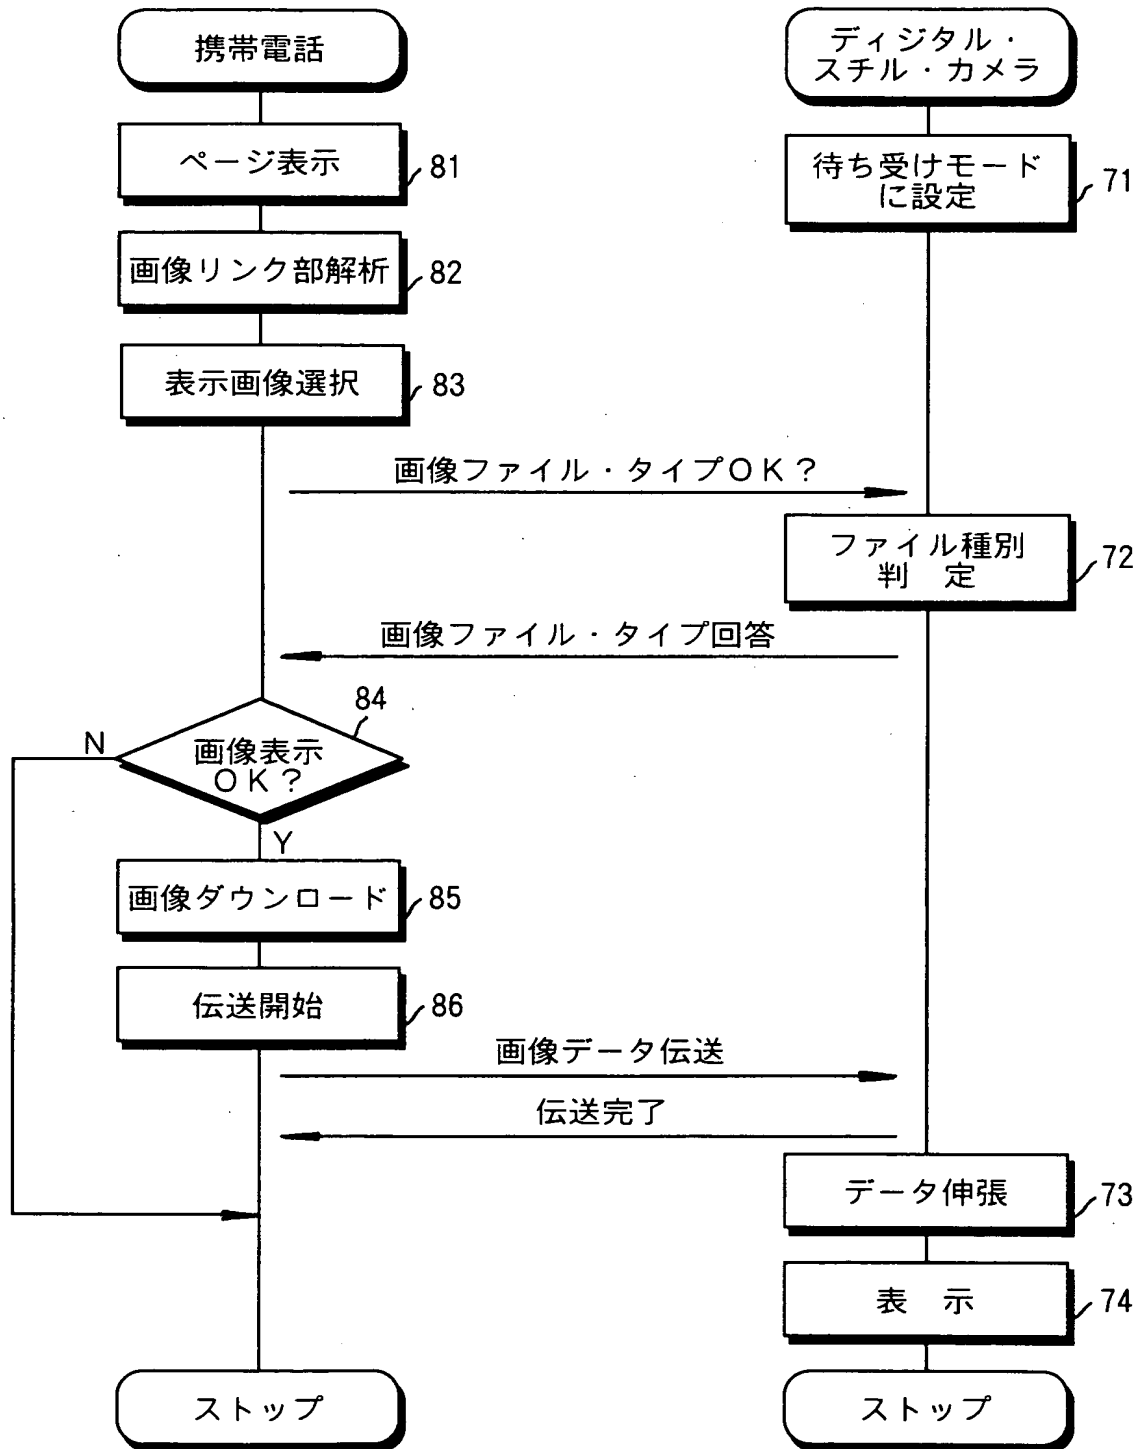 携帯電話
ディジタル・
スチル・カメラ
ページ表示
81
待ち受けモード
に設定
71
画像リンク部解析
82
表示画像選択
83
画像ファイル・タイプＯＫ？
ファイル種別
判　定
72
画像ファイル・タイプ回答
84
N
画像表示
ＯＫ？
Y
画像ダウンロード
85
伝送開始
86
画像データ伝送
伝送完了
データ伸張
73
表　示
74
ストップ
ストップ